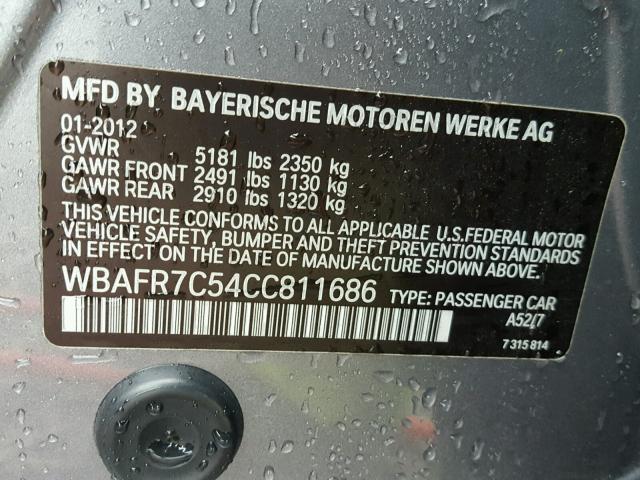 MFD BY BAYERISCHE MOTOREN WERKE AG
01-2012
GVWR 5181 lbs 2350 kg
GAWR FRONT 2491 lbs 1130 kg
GAWR REAR 2910 lbs 1320 kg
THIS VEHICLE CONFORMS TO ALL APPLICABLE U.S.FEDERAL MOTOR
VEHICLE SAFETY, BUMPER AND THEFT PREVENTION STANDARDS
IN EFFECT ON THE DATE OF MANUFACTURE SHOWN ABOVE.
WBAFR7C54CC811686 TYPE: PASSENGER CAR
A52/7
7 315 814